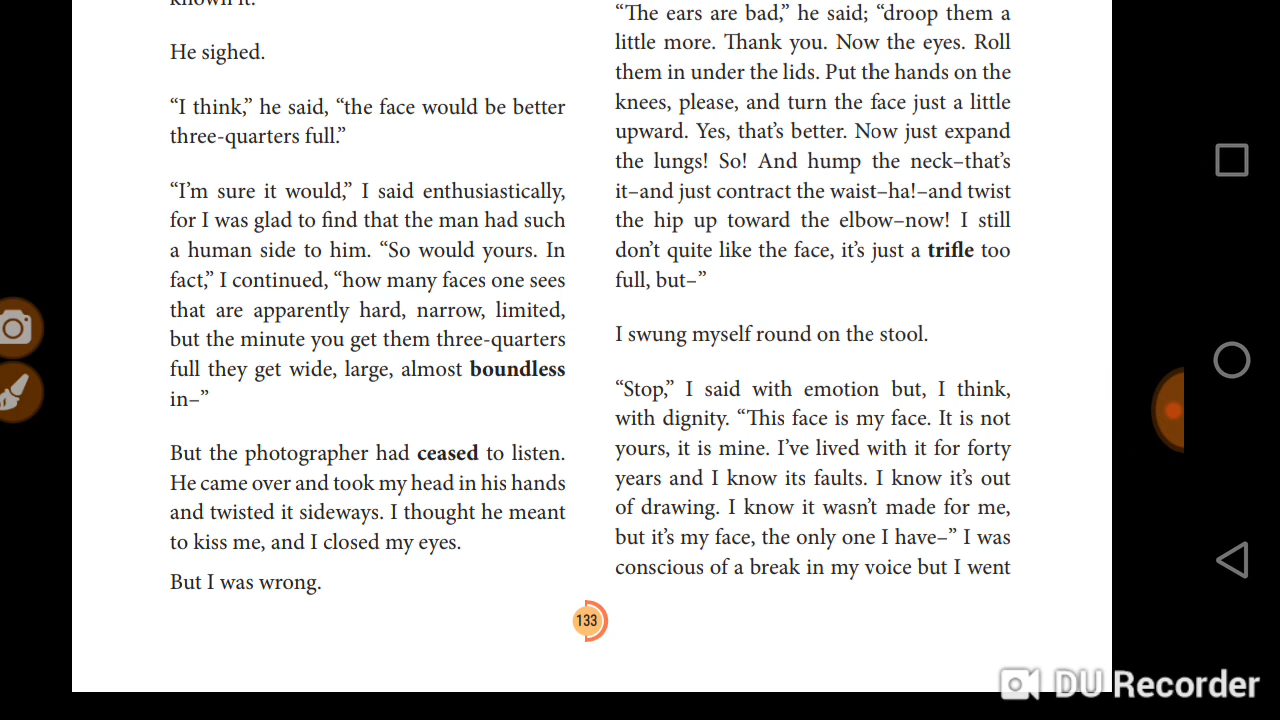 He sighed.
“I think,” he said, “the face would be better
three-quarters full.”
“I’m sure it would,” I said enthusiastically,
for I was glad to find that the man had such
a human side to him. “So would yours. In
fact,” I continued, “how many faces one sees
that are apparently hard, narrow, limited,
but the minute you get them three-quarters
full they get wide, large, almost boundless
in–”
But the photographer had ceased to listen.
He came over and took my head in his hands
and twisted it sideways. I thought he meant
to kiss me, and I closed my eyes.
But I was wrong.
“The ears are bad,” he said; “droop them a
little more. Thank you. Now the eyes. Roll
them in under the lids. Put the hands on the
knees, please, and turn the face just a little
upward. Yes, that’s better. Now just expand
the lungs! So! And hump the neck–that’s
it–and just contract the waist–ha!–and twist
the hip up toward the elbow–now! I still
don’t quite like the face, it’s just a trifle too
full, but–”
I swung myself round on the stool.
“Stop,” I said with emotion but, I think,
with dignity. “This face is my face. It is not
yours, it is mine. I’ve lived with it for forty
years and I know its faults. I know it’s out
of drawing. I know it wasn’t made for me,
but it’s my face, the only one I have–” I was
conscious of a break in my voice but I went
133
DU Recorder